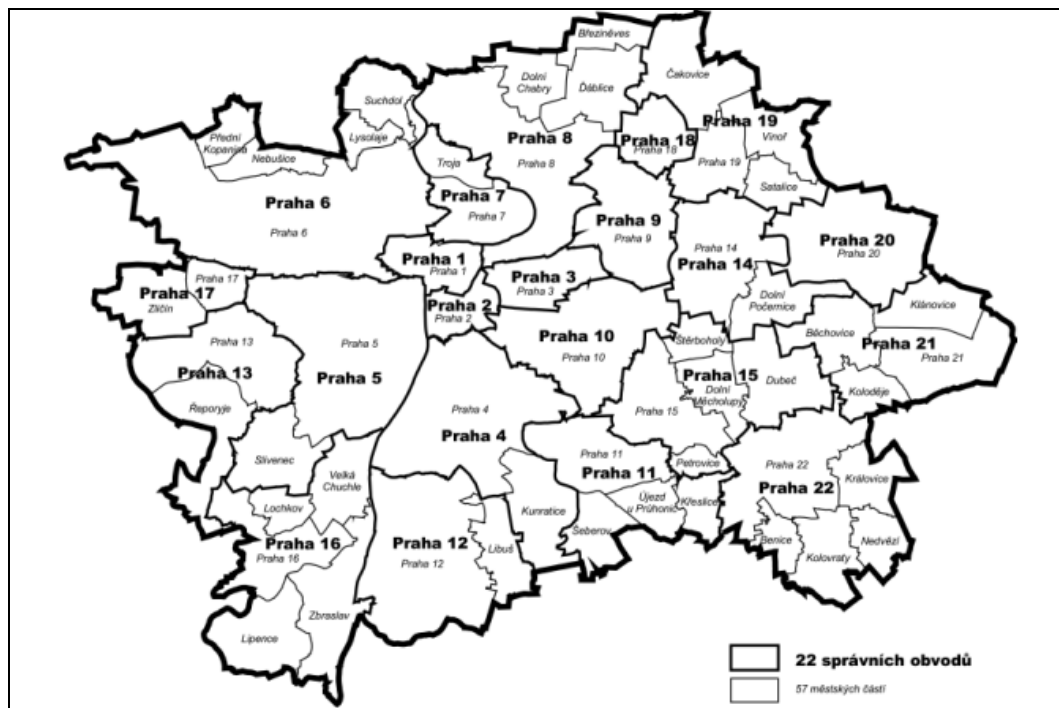 Březiněves
Dolní
Chabry
Ďáblice
Čakovice
Suchdol
Lysolaje
Přední
Kopanina
Nebušice
Praha 8
Praha 8
Praha 18
Praha 18
Praha 19
Vinoř
Praha 19
Satalice
Troja
Praha 7
Praha 7
Praha 6
Praha 6
Praha 9
Praha 9
Praha 14
Praha 14
Praha 20
Praha 20
Praha 1
Praha 1
Praha 3
Praha 3
Praha 2
Praha 2
Praha 17
Praha 17
Zličín
Dolní
Počernice
Klánovice
Běchovice
Praha 21
Praha 21
Koloděje
Praha 13
Praha 13
Řeporyje
Praha 5
Praha 5
Praha 10
Praha 10
Štěrboholy
Praha 15
Dolní
Měcholupy
Praha 15
Dubeč
Praha 4
Praha 4
Praha 11
Praha 11
Petrovice
Újezd
u Průhonic
Křeslice
Šeberov
Kunratice
Libuš
Praha 12
Praha 12
Slivenec
Velká
Chuchle
Lochkov
Praha 16
Praha 16
Zbraslav
Lipence
Praha 22
Praha 22
Královice
Benice
Kolovraty
Nedvězí
22 správních obvodů
57 městských částí